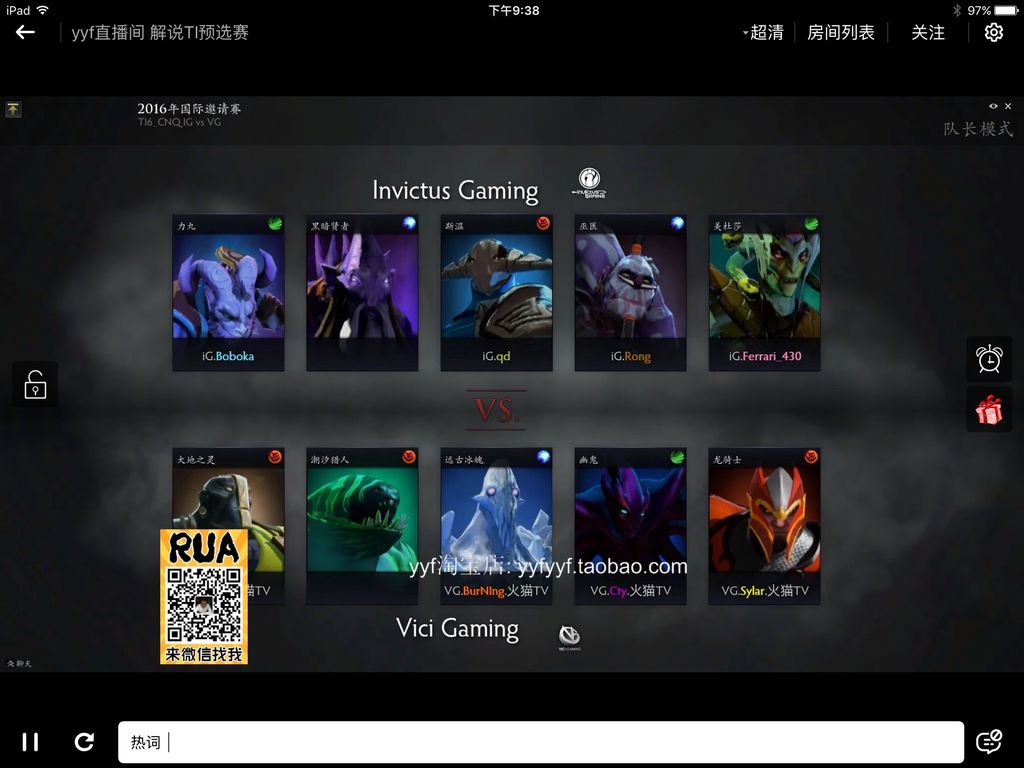 iPad 下午9:38 97%
yyf直播间 解说TI预选赛 超清 房间列表 关注
2016年国际邀请赛
TI6_CNQ IG vs VG
队长模式
Invictus Gaming
INVICTUS GAMING
力丸 黑暗贤者 斯温 巫医 美杜莎
iG.Boboka iG.qd iG.Rong iG.Ferrari_430
VS.
大地之灵 潮汐猎人 远古冰魄 幽鬼 龙骑士
RUA
yyf淘宝店: yyfyyf.taobao.com
猫TV VG.BurNIng.火猫TV VG.Cty.火猫TV VG.Sylar.火猫TV
Vici Gaming
VICI GAMING
来微信找我
聊天
热词